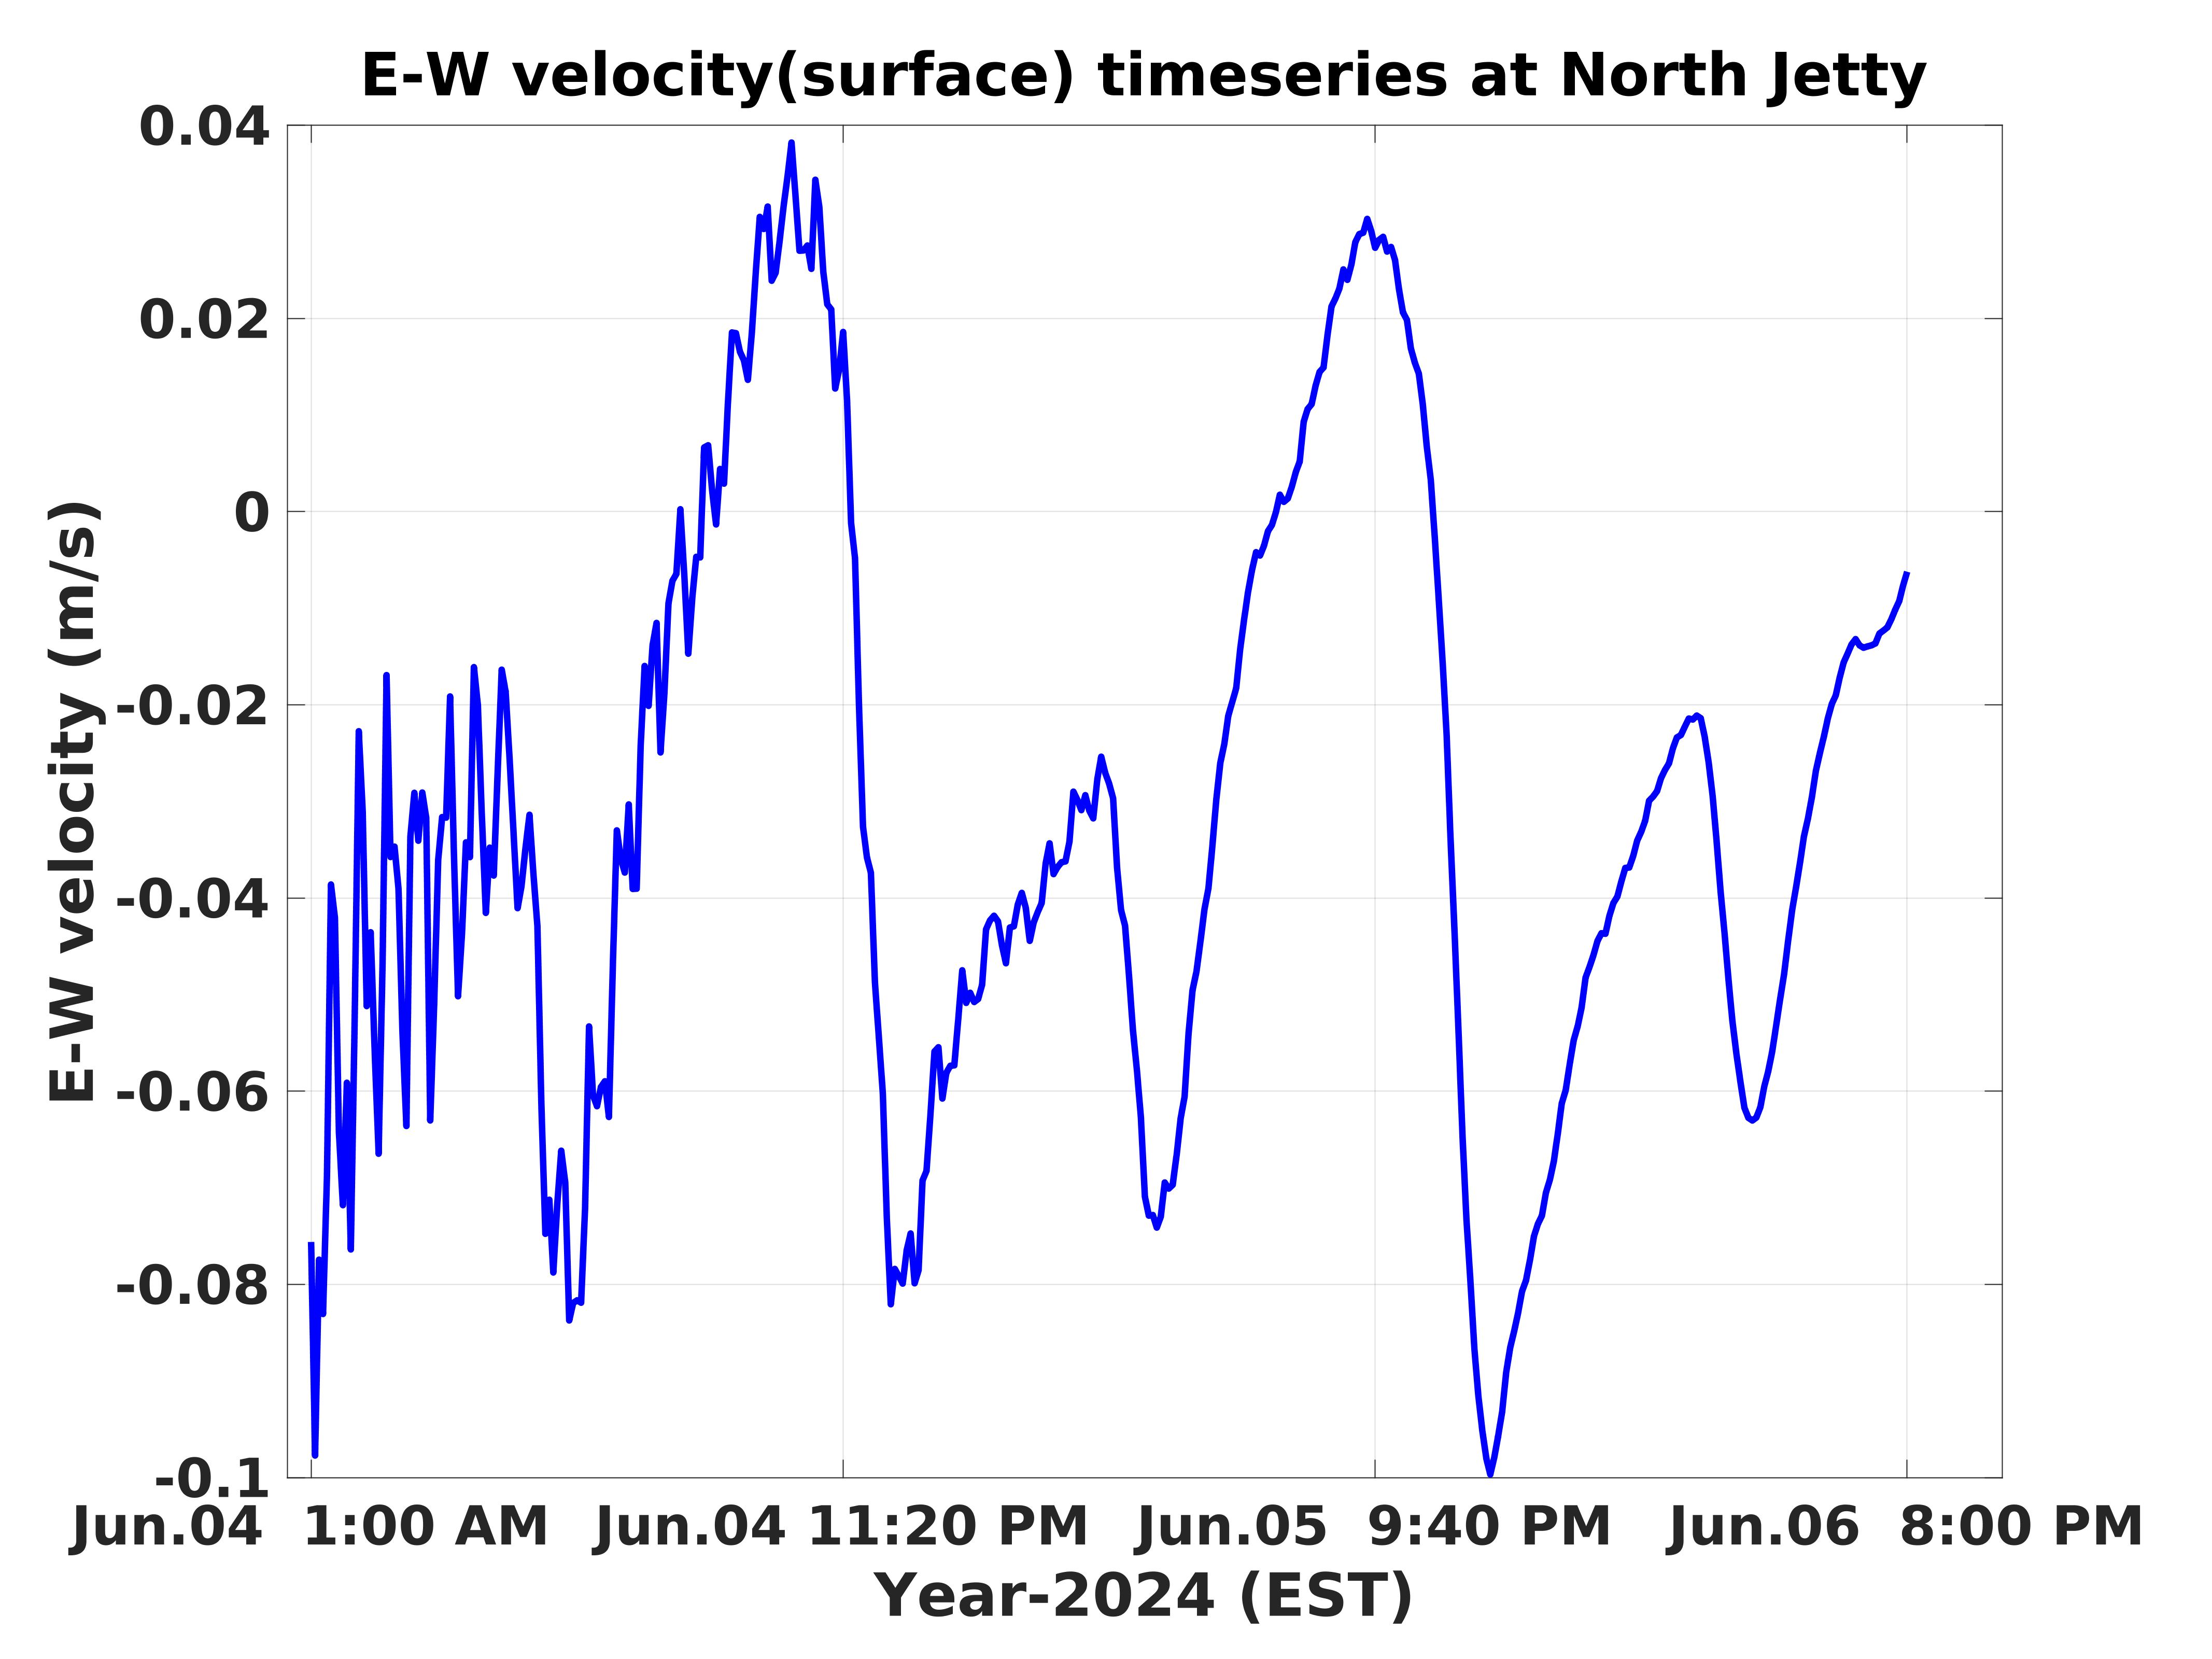 E-W velocity(surface) timeseries at North Jetty
0.04
0.02
0
-0.02
-0.04
-0.06
-0.08
-0.1
E-W velocity (m/s)
Jun.04 1:00 AM Jun.04 11:20 PM Jun.05 9:40 PM Jun.06 8:00 PM
Year-2024 (EST)